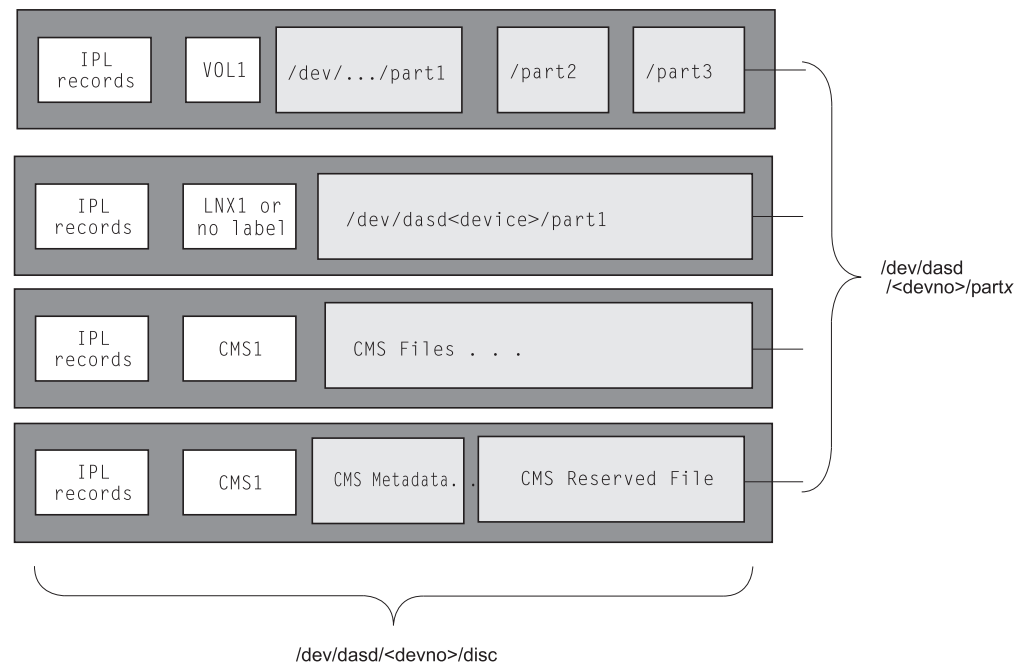 IPL
records
VOL1
/dev/.../part1
/part2
/part3
IPL
records
LNX1 or
no label
/dev/dasd<device>/part1
IPL
records
CMS1
CMS Files . . .
IPL
records
CMS1
CMS Metadata. .
CMS Reserved File
/dev/dasd
/<devno>/partx
/dev/dasd/<devno>/disc